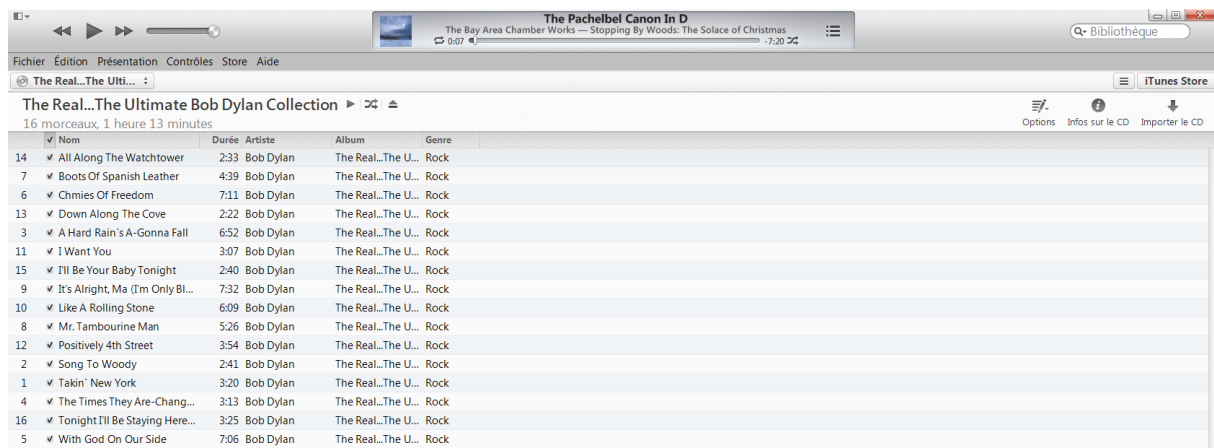 The Pachelbel Canon In D
The Bay Area Chamber Works — Stopping By Woods: The Solace of Christmas
0:07 -7:20
Bibliothèque
Fichier Édition Présentation Contrôles Store Aide
The Real...The Ulti... iTunes Store
The Real...The Ultimate Bob Dylan Collection
16 morceaux, 1 heure 13 minutes
Options Infos sur le CD Importer le CD
Nom Durée Artiste Album Genre
14 All Along The Watchtower 2:33 Bob Dylan The Real...The U... Rock
7 Boots Of Spanish Leather 4:39 Bob Dylan The Real...The U... Rock
6 Chmies Of Freedom 7:11 Bob Dylan The Real...The U... Rock
13 Down Along The Cove 2:22 Bob Dylan The Real...The U... Rock
3 A Hard Rain´s A-Gonna Fall 6:52 Bob Dylan The Real...The U... Rock
11 I Want You 3:07 Bob Dylan The Real...The U... Rock
15 I'll Be Your Baby Tonight 2:40 Bob Dylan The Real...The U... Rock
9 It's Alright, Ma (I'm Only Bl... 7:32 Bob Dylan The Real...The U... Rock
10 Like A Rolling Stone 6:09 Bob Dylan The Real...The U... Rock
8 Mr. Tambourine Man 5:26 Bob Dylan The Real...The U... Rock
12 Positively 4th Street 3:54 Bob Dylan The Real...The U... Rock
2 Song To Woody 2:41 Bob Dylan The Real...The U... Rock
1 Takin´ New York 3:20 Bob Dylan The Real...The U... Rock
4 The Times They Are-Chang... 3:13 Bob Dylan The Real...The U... Rock
16 Tonight I'll Be Staying Here... 3:25 Bob Dylan The Real...The U... Rock
5 With God On Our Side 7:06 Bob Dylan The Real...The U... Rock